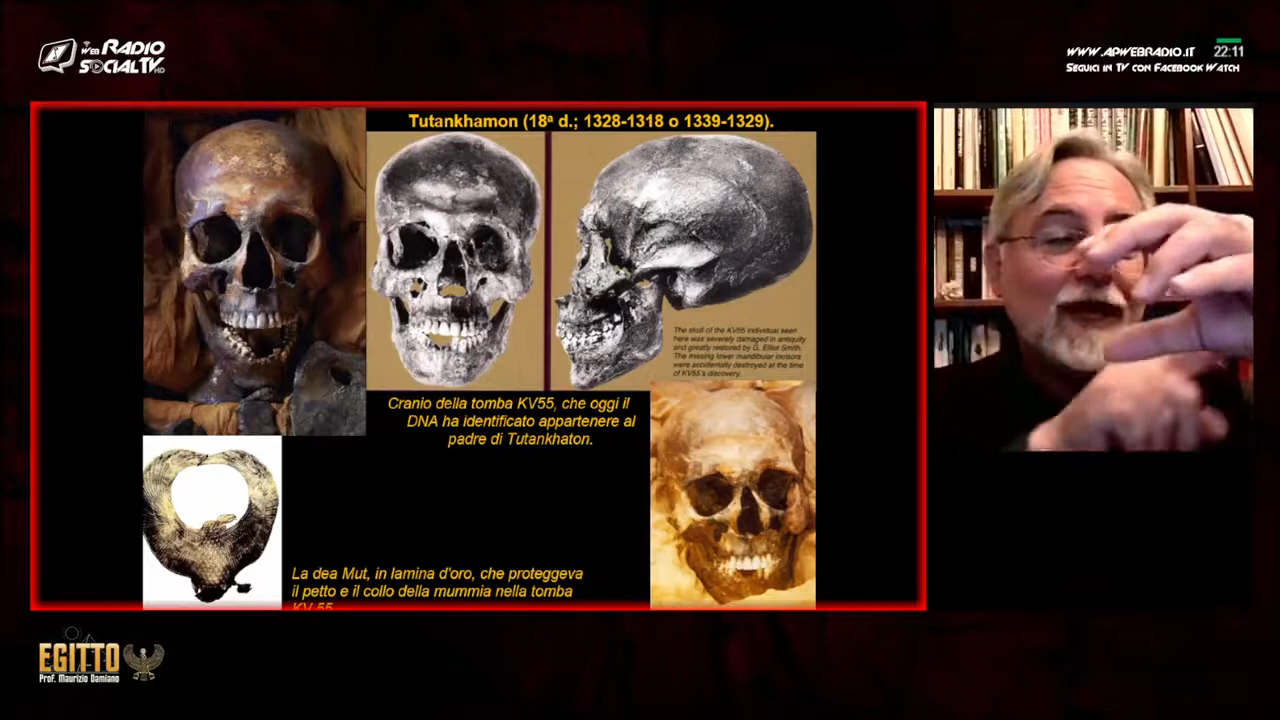 WEB RADIO
SOCIALTV HD
WWW.APWEBRADIO.IT
SEGUICI IN TV CON FACEBOOK WATCH
22:11
Tutankhamon (18ª d.; 1328-1318 o 1339-1329).
The skull of the KV55 individual seen
here was severely damaged in antiquity
and greatly restored by G. Elliot Smith.
The missing lower mandibular incisors
were accidentally destroyed at the time
of KV55's discovery.
Cranio della tomba KV55, che oggi il
DNA ha identificato appartenere al
padre di Tutankhaton.
La dea Mut, in lamina d'oro, che proteggeva
il petto e il collo della mummia nella tomba
KV 55
EGITTO
Prof. Maurizio Damiano